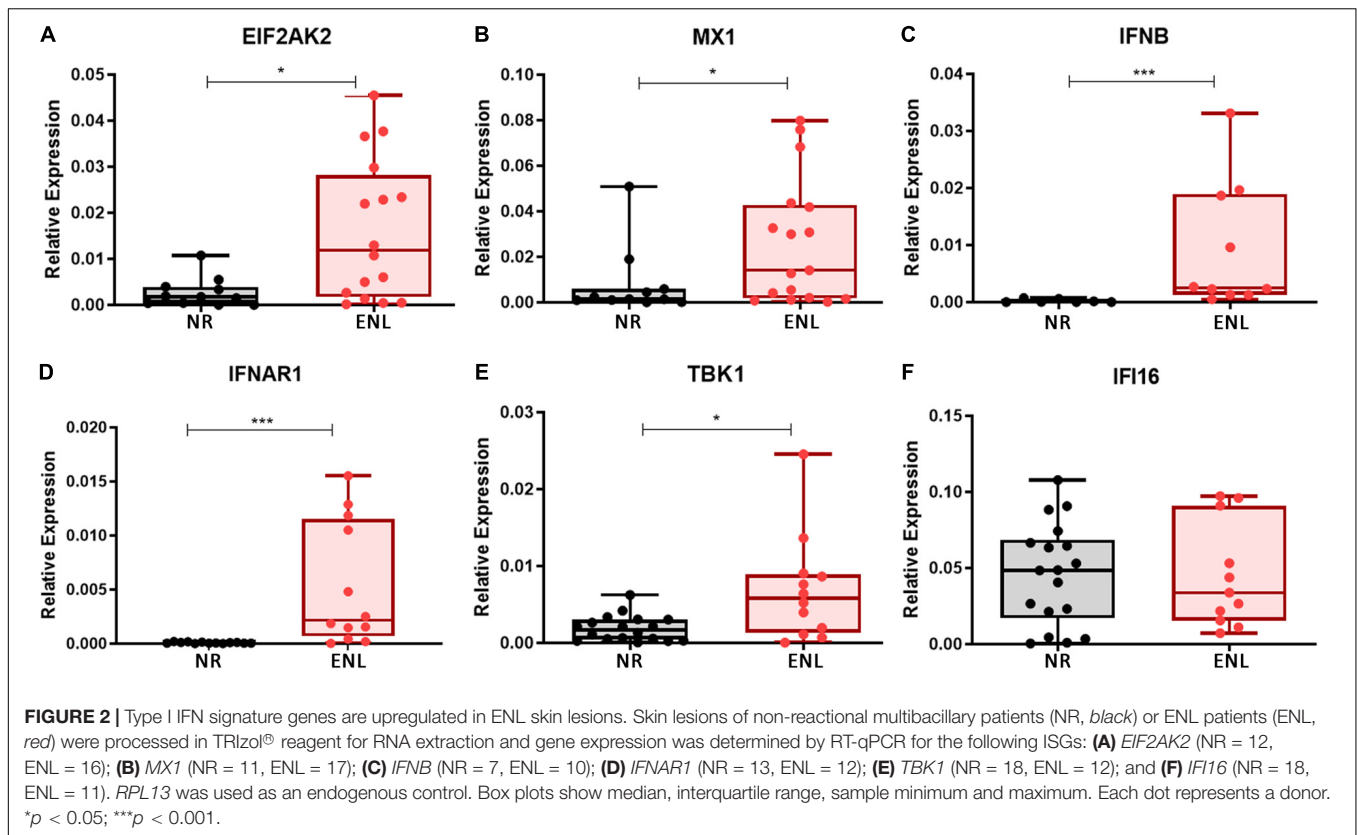 A EIF2AK2
*
Relative Expression
0.05
0.04
0.03
0.02
0.01
0.00
NR ENL
B MX1
*
Relative Expression
0.10
0.08
0.06
0.04
0.02
0.00
NR ENL
C IFNB
***
Relative Expression
0.04
0.03
0.02
0.01
0.00
NR ENL
D IFNAR1
***
Relative Expression
0.020
0.015
0.010
0.005
0.000
NR ENL
E TBK1
*
Relative Expression
0.03
0.02
0.01
0.00
NR ENL
F IFI16
Relative Expression
0.15
0.10
0.05
0.00
NR ENL
FIGURE 2 | Type I IFN signature genes are upregulated in ENL skin lesions. Skin lesions of non-reactional multibacillary patients (NR, black) or ENL patients (ENL,
red) were processed in TRIzol® reagent for RNA extraction and gene expression was determined by RT-qPCR for the following ISGs: (A) EIF2AK2 (NR = 12,
ENL = 16); (B) MX1 (NR = 11, ENL = 17); (C) IFNB (NR = 7, ENL = 10); (D) IFNAR1 (NR = 13, ENL = 12); (E) TBK1 (NR = 18, ENL = 12); and (F) IFI16 (NR = 18,
ENL = 11). RPL13 was used as an endogenous control. Box plots show median, interquartile range, sample minimum and maximum. Each dot represents a donor.
*p < 0.05; ***p < 0.001.